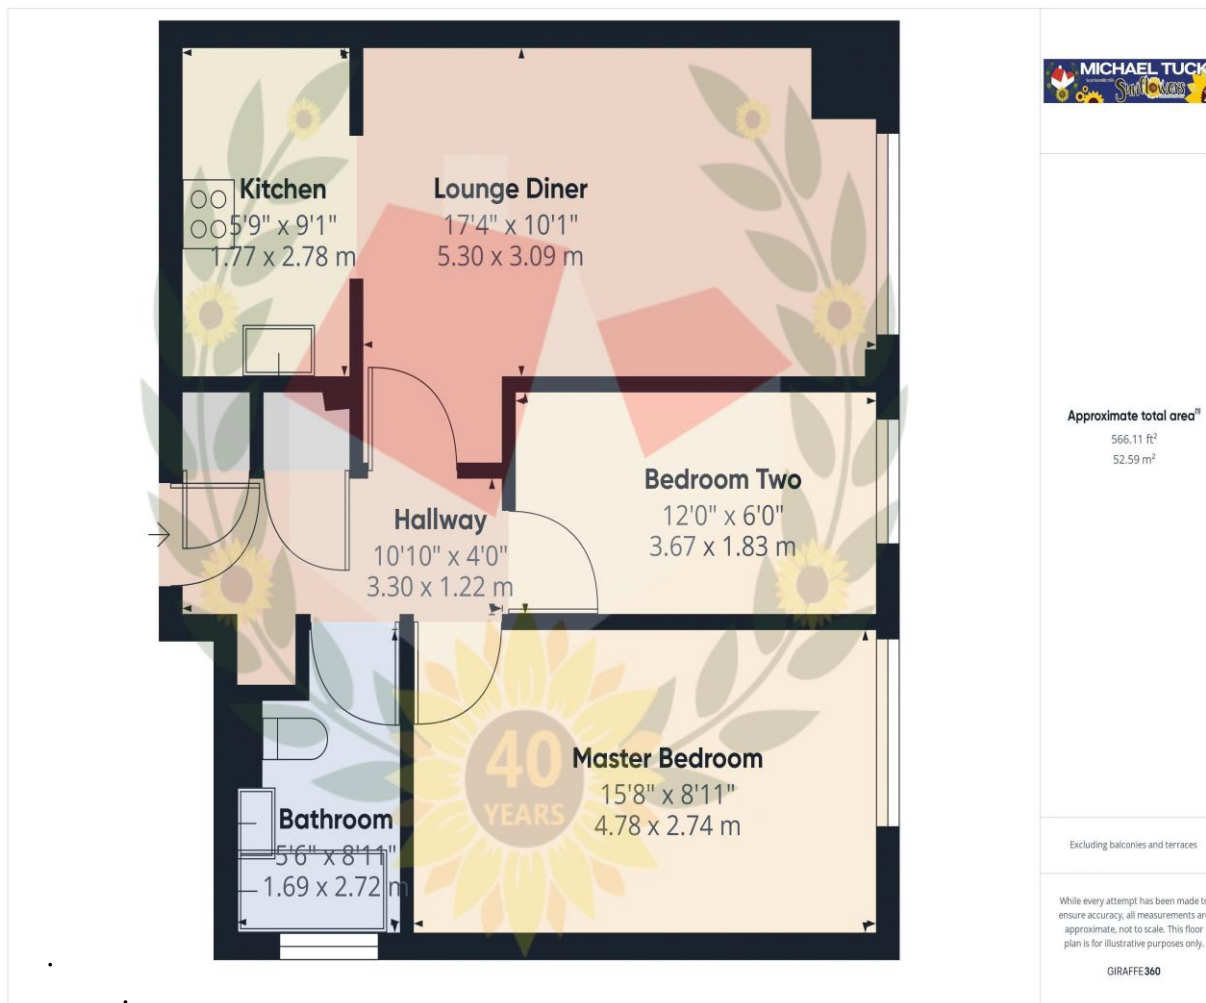 Kitchen
5'9" x 9'1"
1.77 x 2.78 m
Lounge Diner
17'4" x 10'1"
5.30 x 3.09 m
Bedroom Two
12'0" x 6'0"
3.67 x 1.83 m
Hallway
10'10" x 4'0"
3.30 x 1.22 m
Master Bedroom
15'8" x 8'11"
4.78 x 2.74 m
40
YEARS
Bathroom
5'6" x 8'11"
1.69 x 2.72 m
MICHAEL TUCK
Sunflowers
Approximate total area
566.11 ft²
52.59 m²
Excluding balconies and terraces
While every attempt has been made to
ensure accuracy, all measurements are
approximate, not to scale. This floor
plan is for illustrative purposes only.
GIRAFFE360